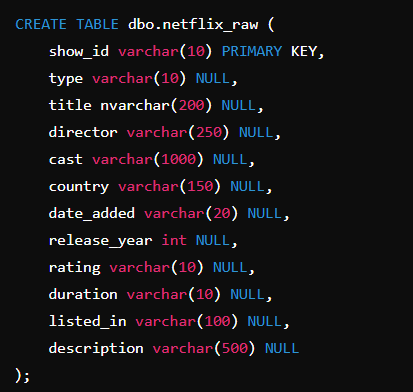 CREATE TABLE dbo.netflix_raw (
    show_id varchar(10) PRIMARY KEY,
    type varchar(10) NULL,
    title nvarchar(200) NULL,
    director varchar(250) NULL,
    cast varchar(1000) NULL,
    country varchar(150) NULL,
    date_added varchar(20) NULL,
    release_year int NULL,
    rating varchar(10) NULL,
    duration varchar(10) NULL,
    listed_in varchar(100) NULL,
    description varchar(500) NULL
);